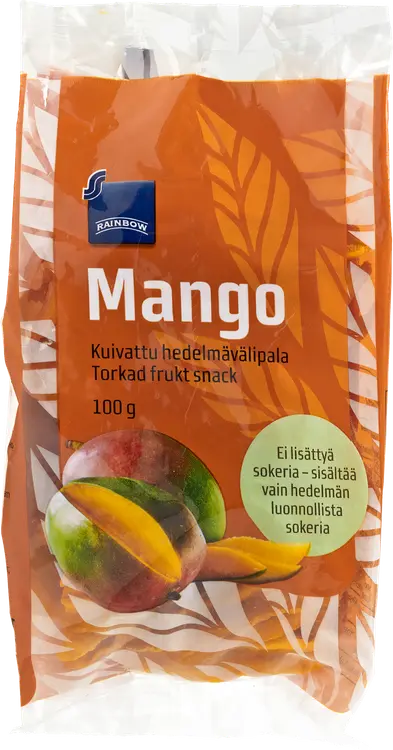 RAINBOW
Mango
Kuivattu hedelmävälipala
Torkad frukt snack
100 g
Ei lisättyä
sokeria – sisältää
vain hedelmän
luonnollista
sokeria